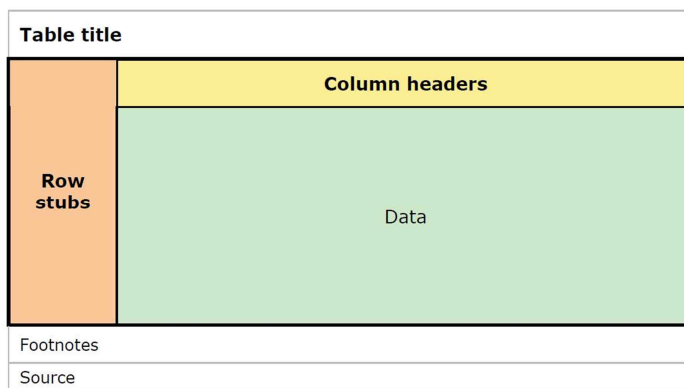 Table title
Column headers
Row
stubs
Data
Footnotes
Source